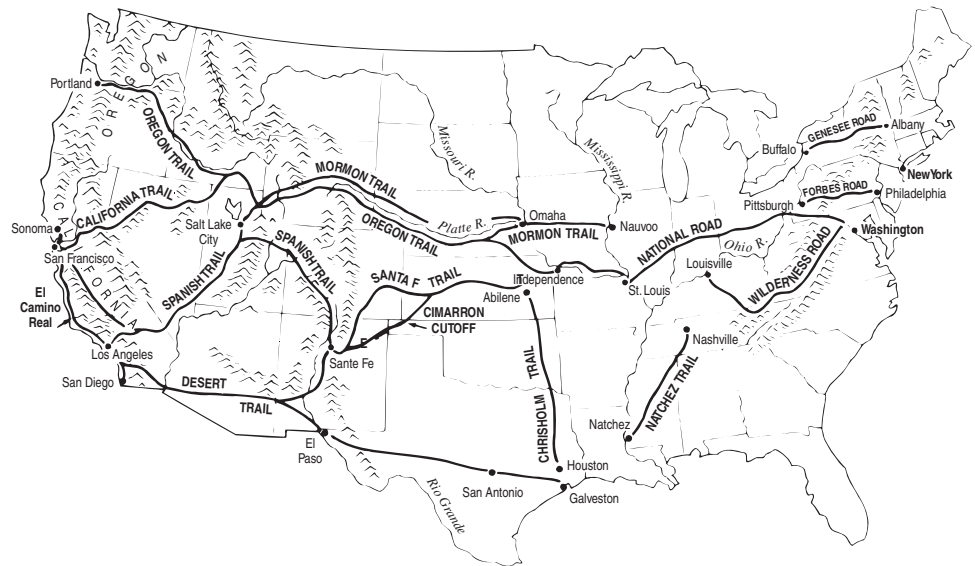 Portland
OREGON
OREGON TRAIL
CALIFORNIA TRAIL
Sonoma
San Francisco
CALIFORNIA
El
Camino
Real
Los Angeles
San Diego
Salt Lake
City
SPANISH TRAIL
SPANISH TRAIL
MORMON TRAIL
OREGON TRAIL
Missouri R.
Platte R.
Omaha
MORMON TRAIL
Mississippi R.
Nauvoo
SANTA F TRAIL
E
CIMARRON
CUTOFF
Sante Fe
Independence
Abilene
St. Louis
NATIONAL ROAD
Ohio R.
Louisville
WILDERNESS ROAD
Buffalo
GENESEE ROAD
Albany
New York
FORBES ROAD
Philadelphia
Pittsburgh
Washington
Nashville
NATCHEZ TRAIL
Natchez
CHRISHOLM TRAIL
Houston
Galveston
San Antonio
DESERT
TRAIL
El
Paso
Rio Grande